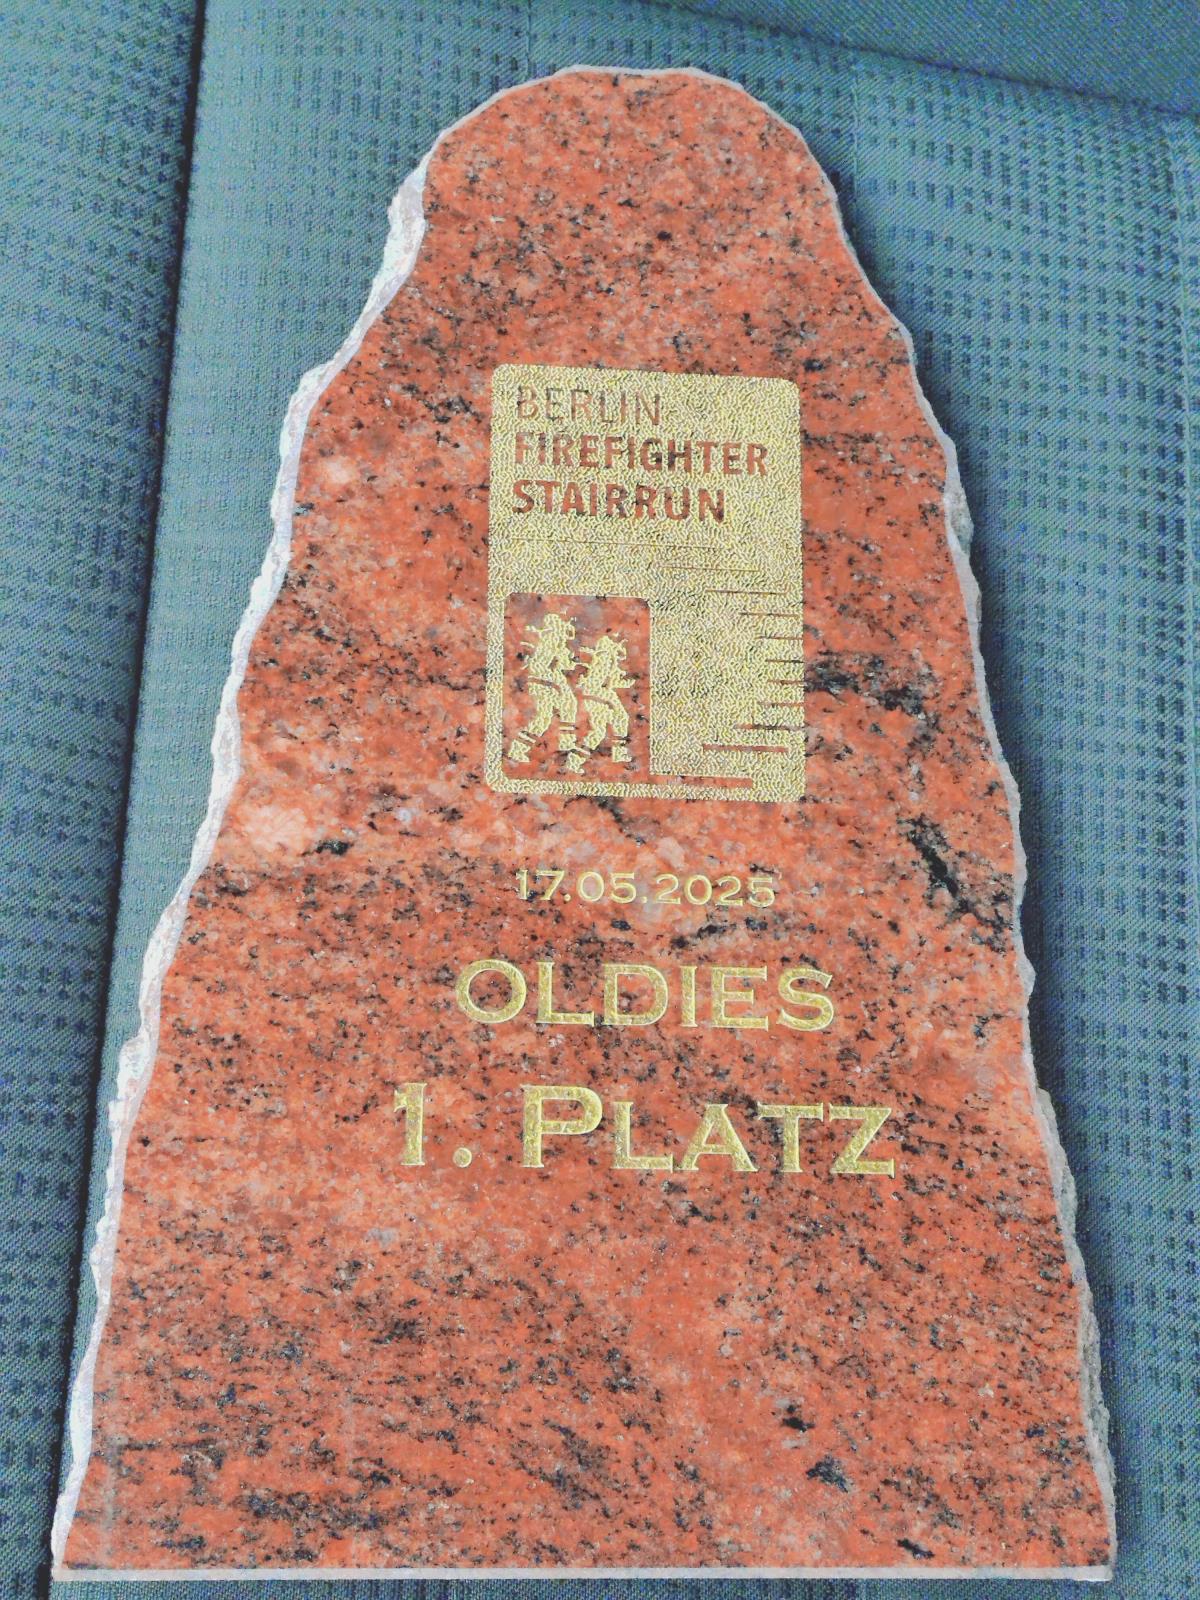 BERLIN
FIREFIGHTER
STAIRRUN
17.05.2025
OLDIES
1. PLATZ